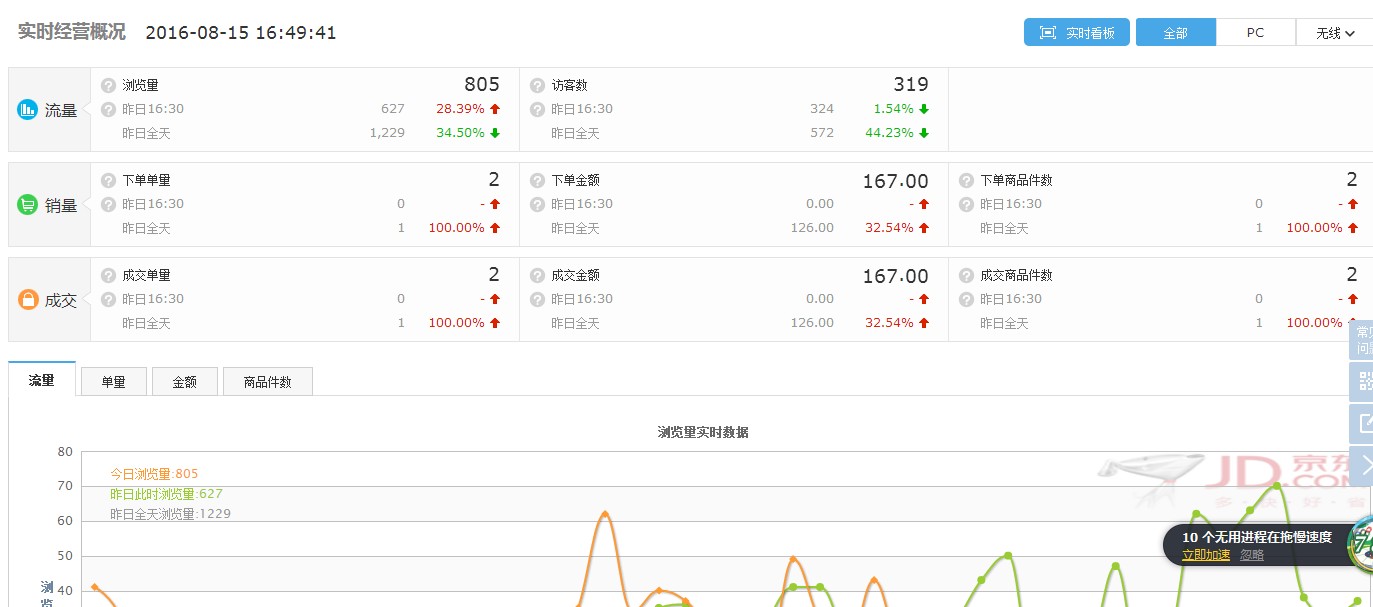 实时经营概况 2016-08-15 16:49:41 实时看板 全部 PC 无线
流量 浏览量 805 访客数 319
昨日16:30 627 28.39% 昨日16:30 324 1.54%
昨日全天 1,229 34.50% 昨日全天 572 44.23%
销量 下单单量 2 下单金额 167.00 下单商品件数 2
昨日16:30 0 - 昨日16:30 0.00 - 昨日16:30 0 -
昨日全天 1 100.00% 昨日全天 126.00 32.54% 昨日全天 1 100.00%
成交 成交单量 2 成交金额 167.00 成交商品件数 2
昨日16:30 0 - 昨日16:30 0.00 - 昨日16:30 0 -
昨日全天 1 100.00% 昨日全天 126.00 32.54% 昨日全天 1 100.00%
流量 单量 金额 商品件数
浏览量实时数据
80
今日浏览量:805
70
昨日此时浏览量:627
昨日全天浏览量:1229
60
50
40
浏
JD 京东
.COM
多·快·好·省
10 个无用进程在拖慢速度
立即加速 忽略